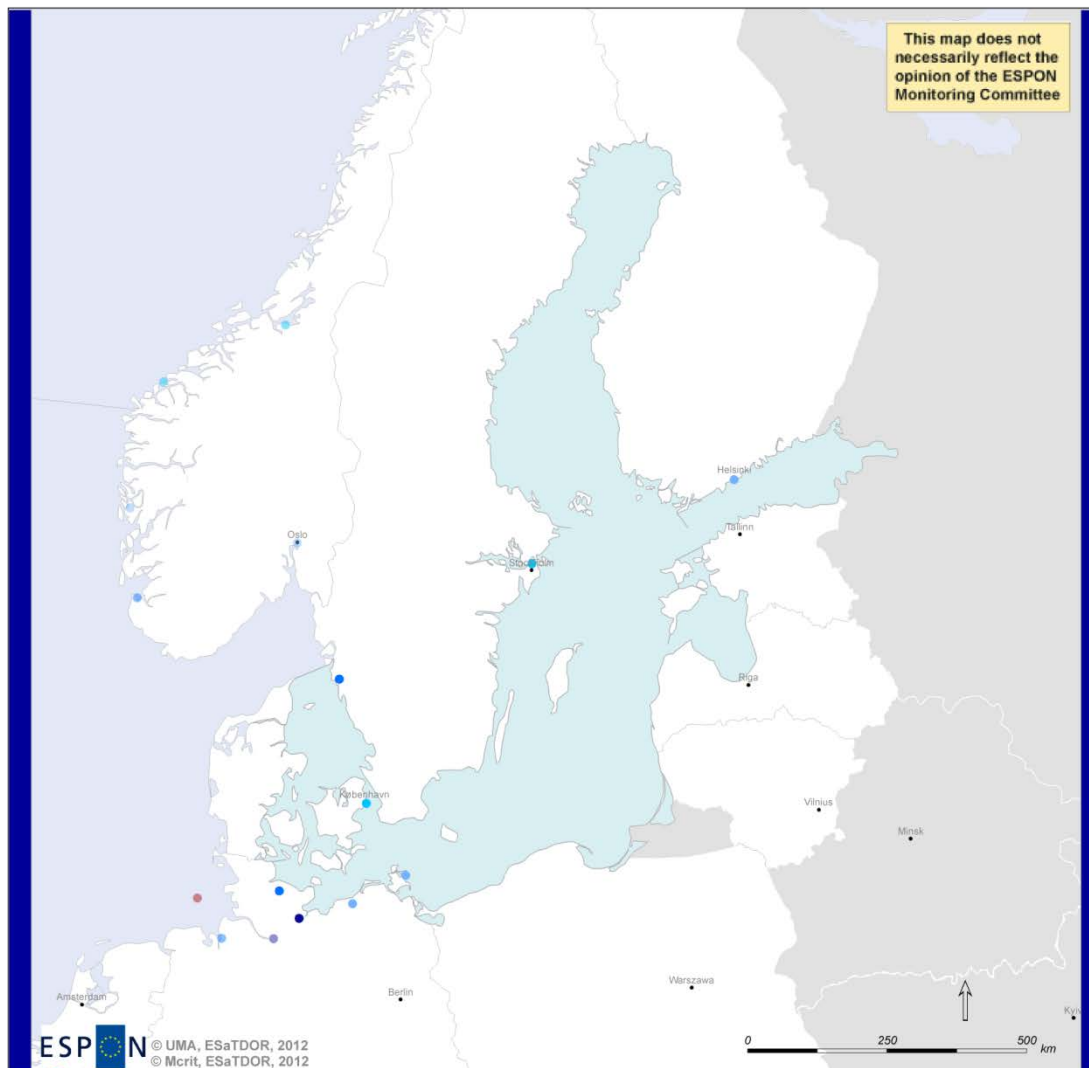 This map does not
necessarily reflect the
opinion of the ESPON
Monitoring Committee
Helsinki
Tallinn
Oslo
Stockholm
Riga
København
Vilnius
Minsk
Warszawa
Berlin
Amsterdam
Kyiv
ESPON
© UMA, ESaTDOR, 2012
© Mcrit, ESaTDOR, 2012
0 250 500
km